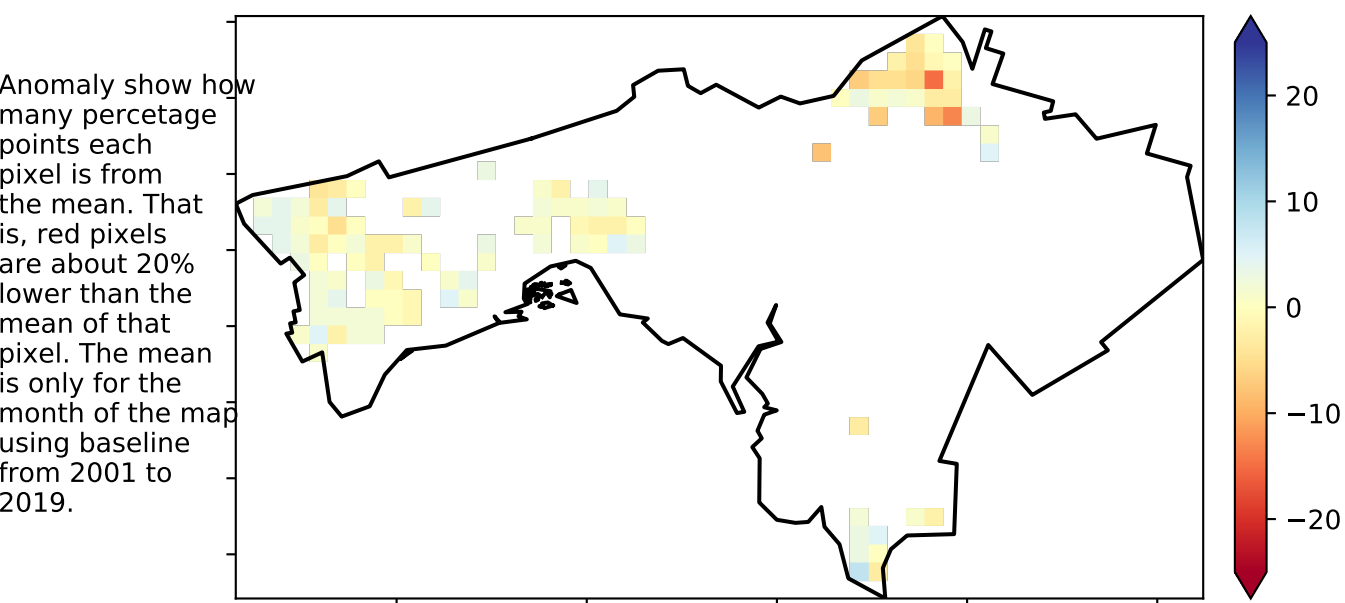 Anomaly show how
many percetage
points each
pixel is from
the mean. That
is, red pixels
are about 20%
lower than the
mean of that
pixel. The mean
is only for the
month of the map
using baseline
from 2001 to
2019.
20
10
0
−10
−20